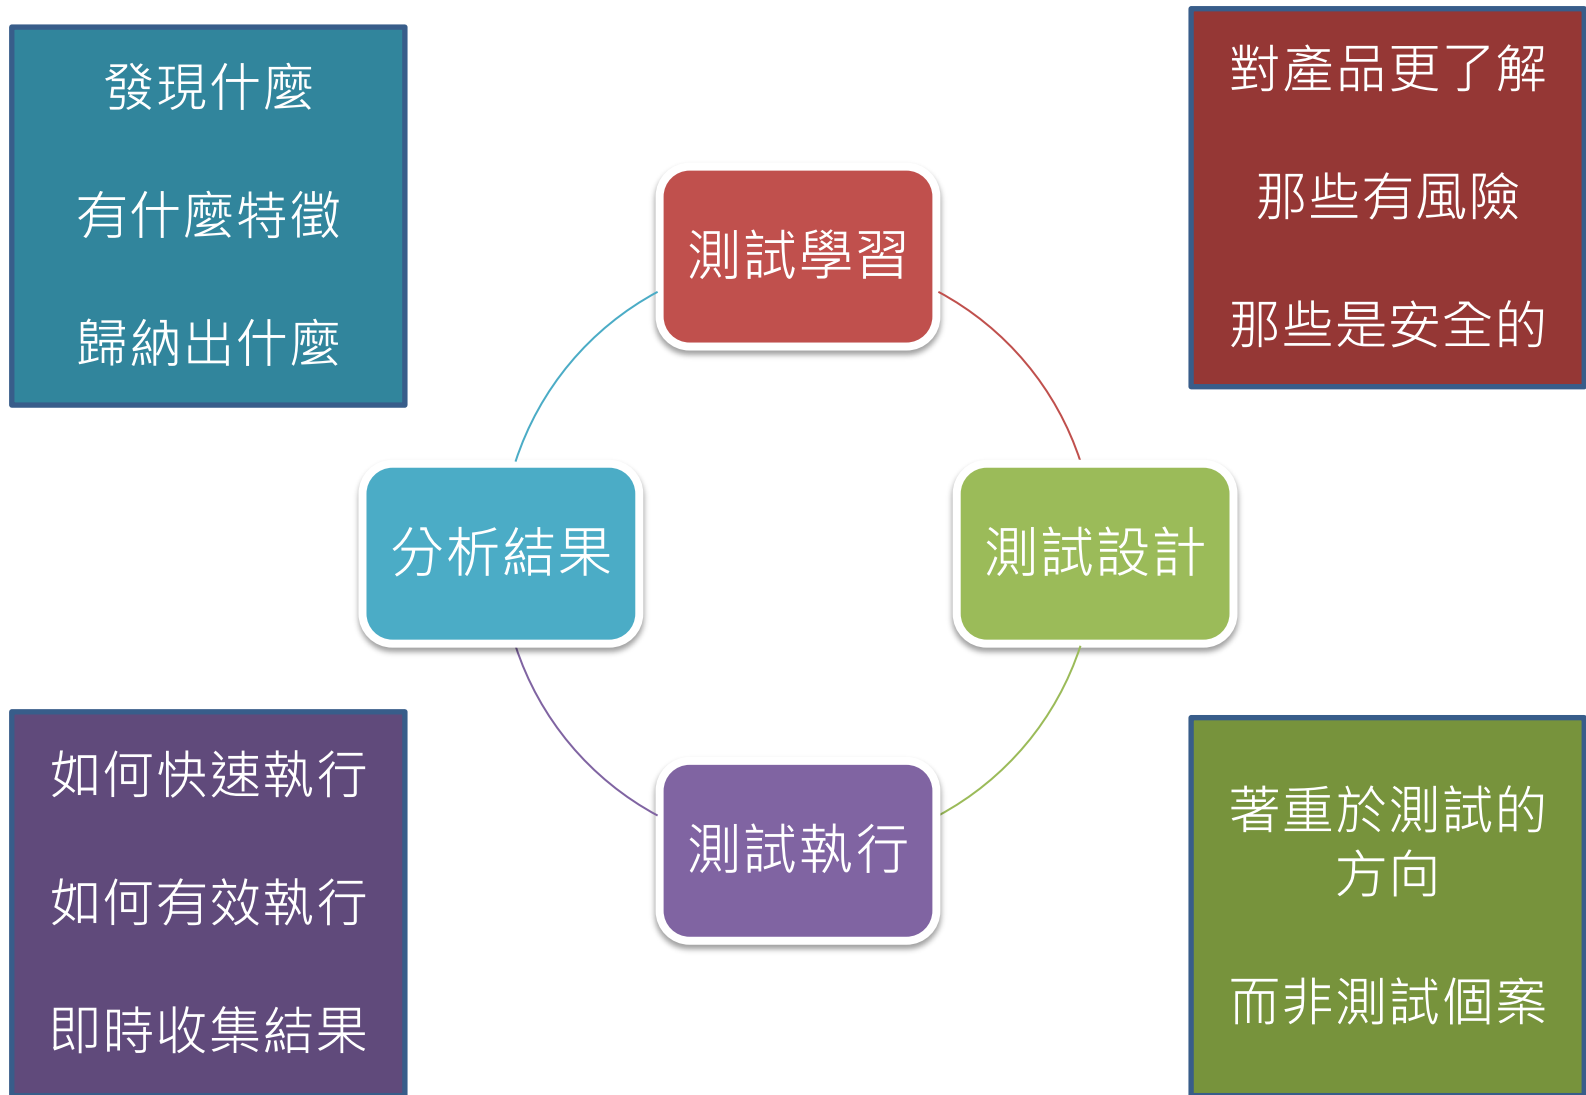 發現什麼
有什麼特徵
歸納出什麼
對產品更了解
那些有風險
那些是安全的
測試學習
分析結果
測試設計
測試執行
如何快速執行
如何有效執行
即時收集結果
著重於測試的
方向
而非測試個案